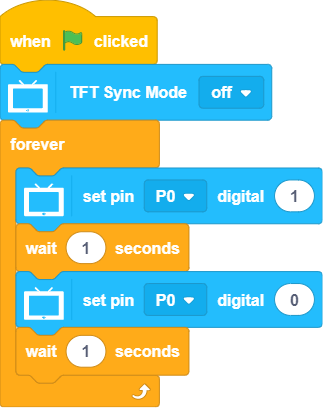 when clicked
TFT Sync Mode off
forever
set pin P0 digital 1
wait 1 seconds
set pin P0 digital 0
wait 1 seconds